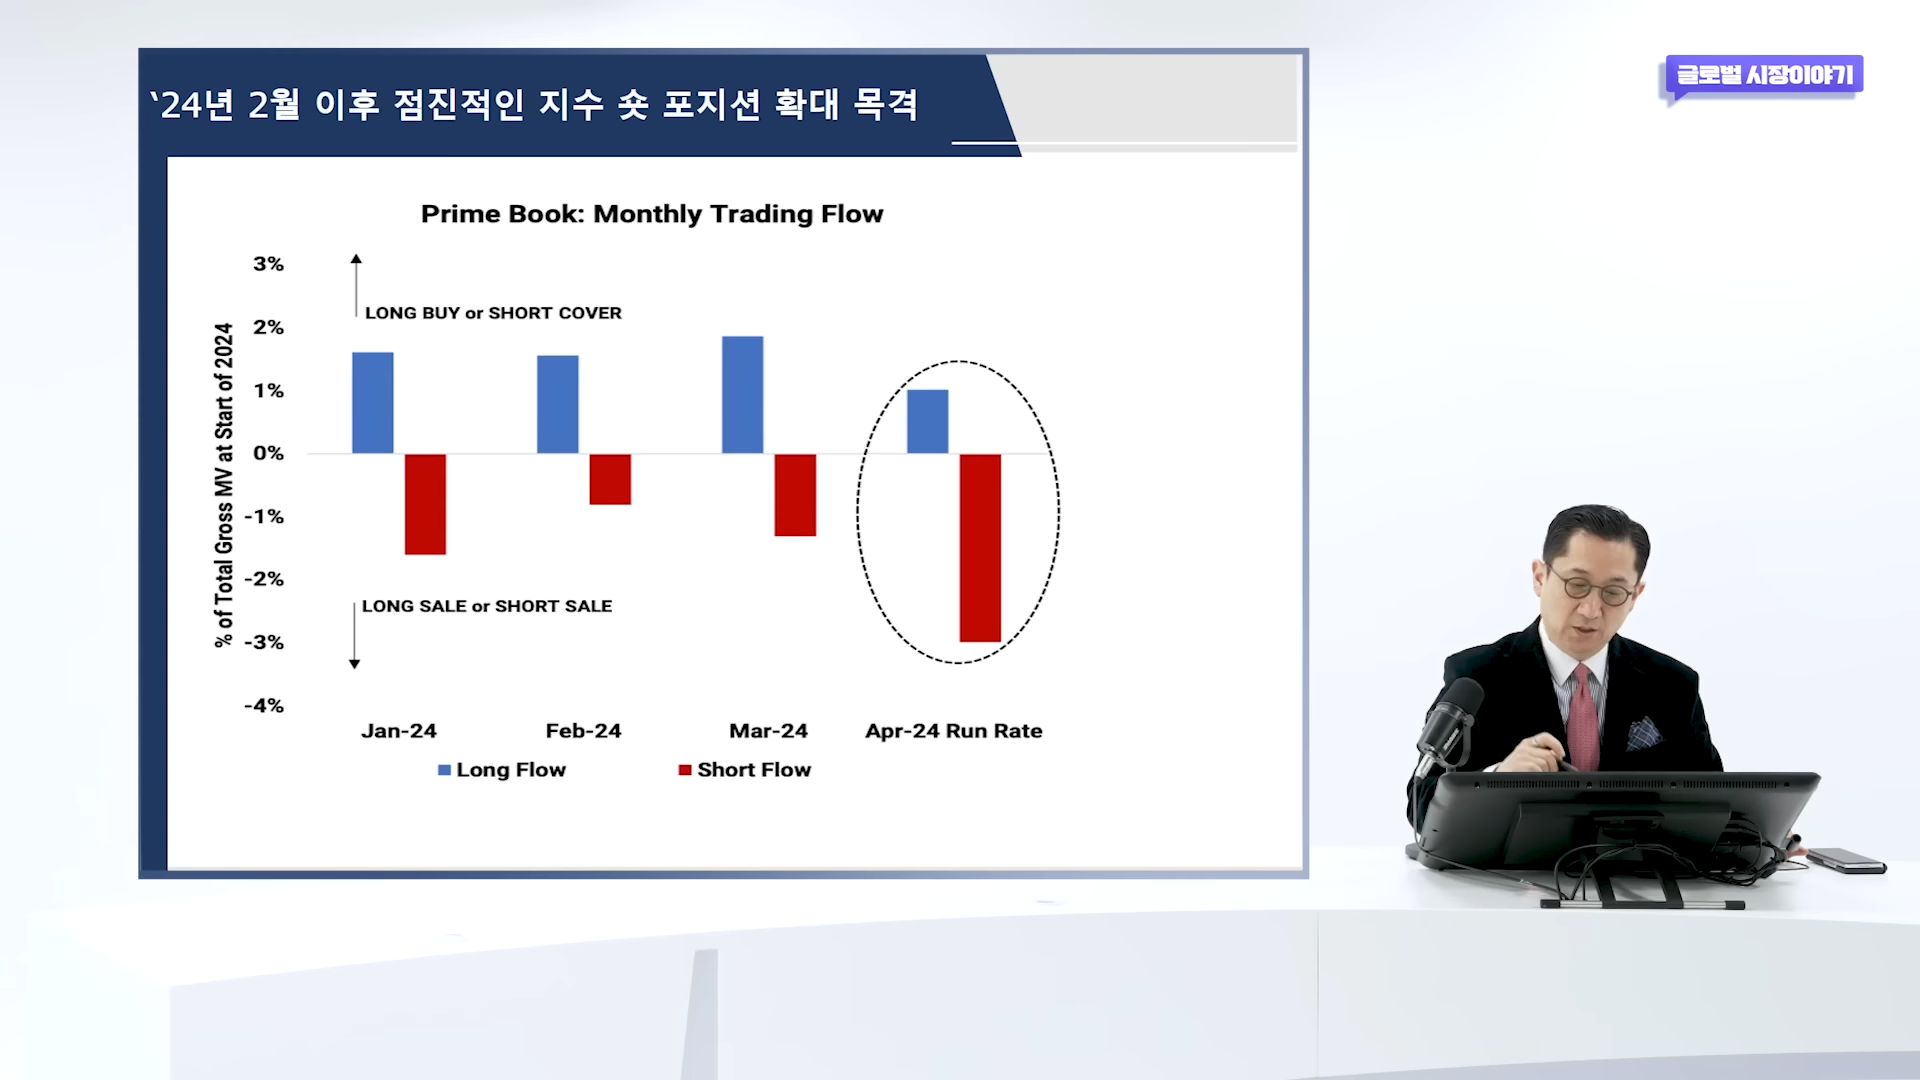 ‘24년 2월 이후 점진적인 지수 숏 포지션 확대 목격
글로벌 시장이야기
Prime Book: Monthly Trading Flow
% of Total Gross MV at Start of 2024
3%
2%
1%
0%
-1%
-2%
-3%
-4%
LONG BUY or SHORT COVER
LONG SALE or SHORT SALE
Jan-24 Feb-24 Mar-24 Apr-24 Run Rate
Long Flow Short Flow